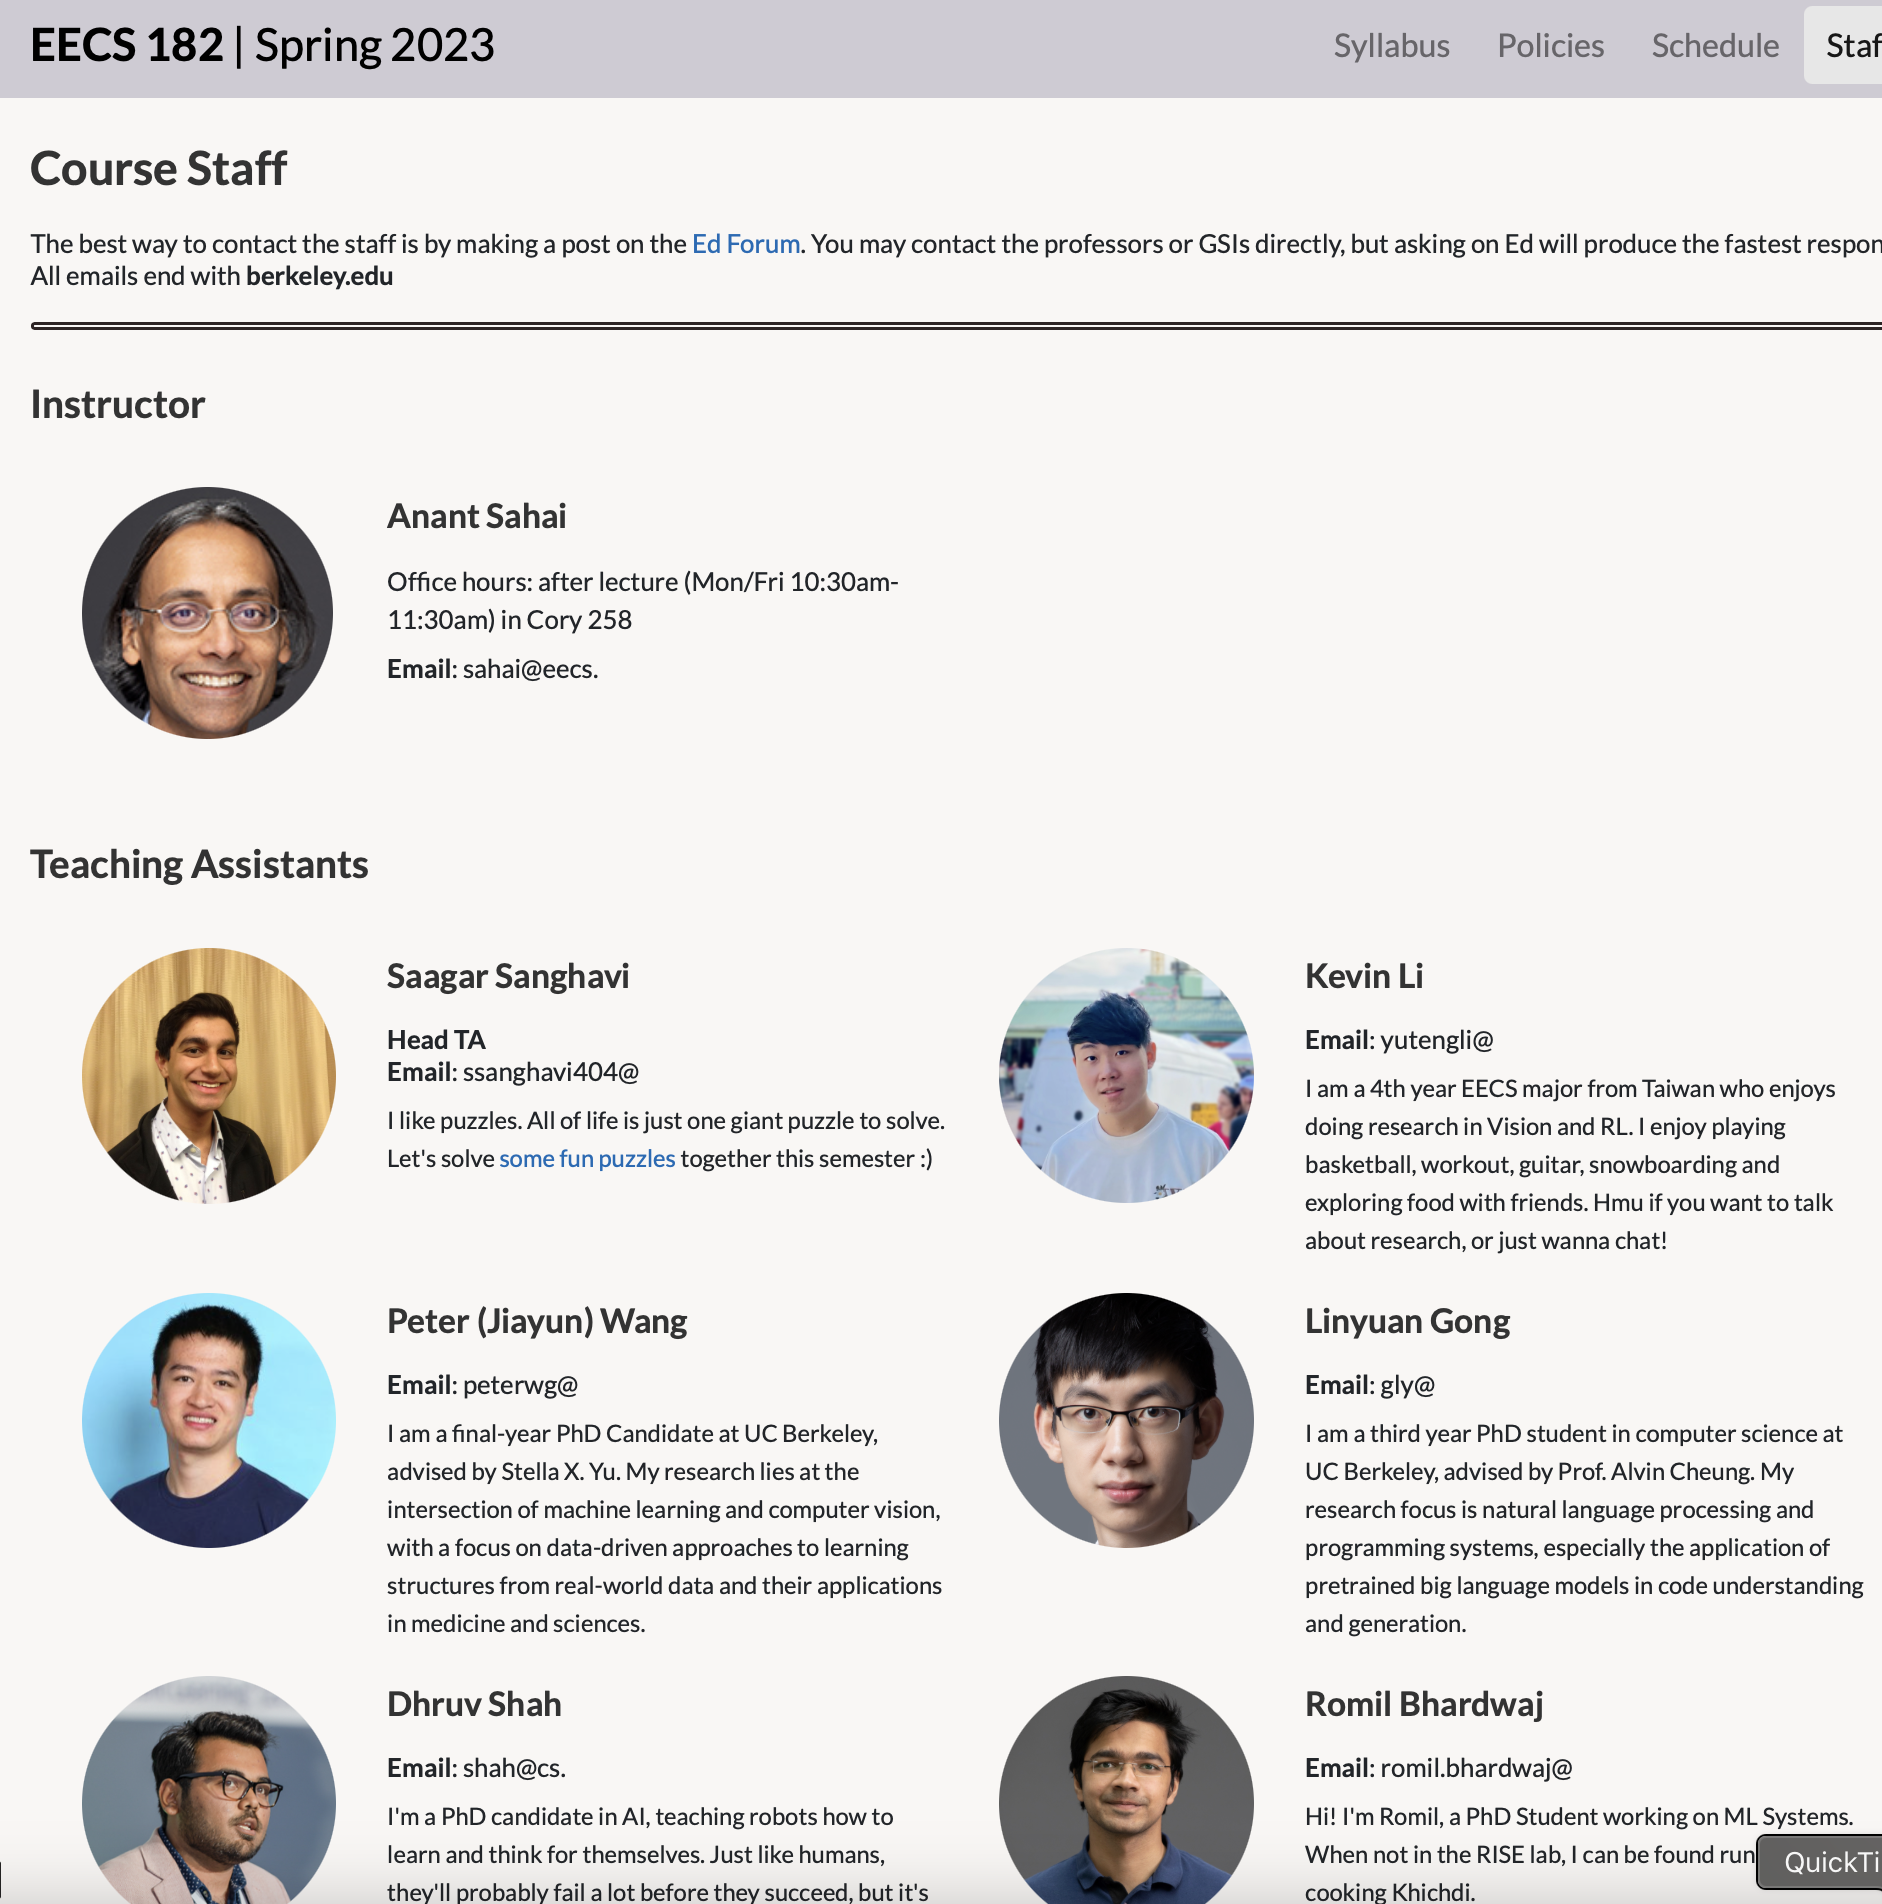 EECS 182 | Spring 2023
Syllabus Policies Schedule
Course Staff
The best way to contact the staff is by making a post on the Ed Forum. You may contact the professors or GSIs directly, but asking on Ed will produce the fastest respon
All emails end with berkeley.edu
Instructor
Anant Sahai
Office hours: after lecture (Mon/Fri 10:30am-
11:30am) in Cory 258
Email: sahai@eecs.
Teaching Assistants
Saagar Sanghavi
Head TA
Email: ssanghavi404@
I like puzzles. All of life is just one giant puzzle to solve.
Let's solve some fun puzzles together this semester :)
Kevin Li
Email: yutengli@
I am a 4th year EECS major from Taiwan who enjoys
doing research in Vision and RL. I enjoy playing
basketball, workout, guitar, snowboarding and
exploring food with friends. Hmu if you want to talk
about research, or just wanna chat!
Peter (Jiayun) Wang
Email: peterwg@
I am a final-year PhD Candidate at UC Berkeley,
advised by Stella X. Yu. My research lies at the
intersection of machine learning and computer vision,
with a focus on data-driven approaches to learning
structures from real-world data and their applications
in medicine and sciences.
Linyuan Gong
Email: gly@
I am a third year PhD student in computer science at
UC Berkeley, advised by Prof. Alvin Cheung. My
research focus is natural language processing and
programming systems, especially the application of
pretrained big language models in code understanding
and generation.
Dhruv Shah
Email: shah@cs.
I'm a PhD candidate in AI, teaching robots how to
learn and think for themselves. Just like humans,
they'll probably fail a lot before they succeed, but it's
Romil Bhardwaj
Email: romil.bhardwaj@
Hi! I'm Romil, a PhD Student working on ML Systems.
When not in the RISE lab, I can be found run
cooking Khichdi.
QuickTi